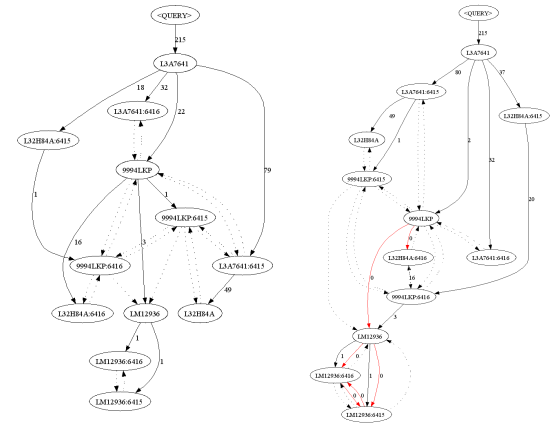 <QUERY>
215
L3A7641
18
32
22
79
L3A7641:6416
L32H84A:6415
9994LKP
1
1
9994LKP:6415
16
3
9994LKP:6416
L3A7641:6415
49
L32H84A:6416
LM12936
L32H84A
1
1
LM12936:6416
LM12936:6415
<QUERY>
215
L3A7641
80
37
L3A7641:6415
49
1
2
32
L32H84A:6415
L32H84A
9994LKP:6415
20
9994LKP
0
L32H84A:6416
L3A7641:6416
0
16
9994LKP:6416
3
LM12936
1
0
1
0
LM12936:6416
0
0
LM12936:6415